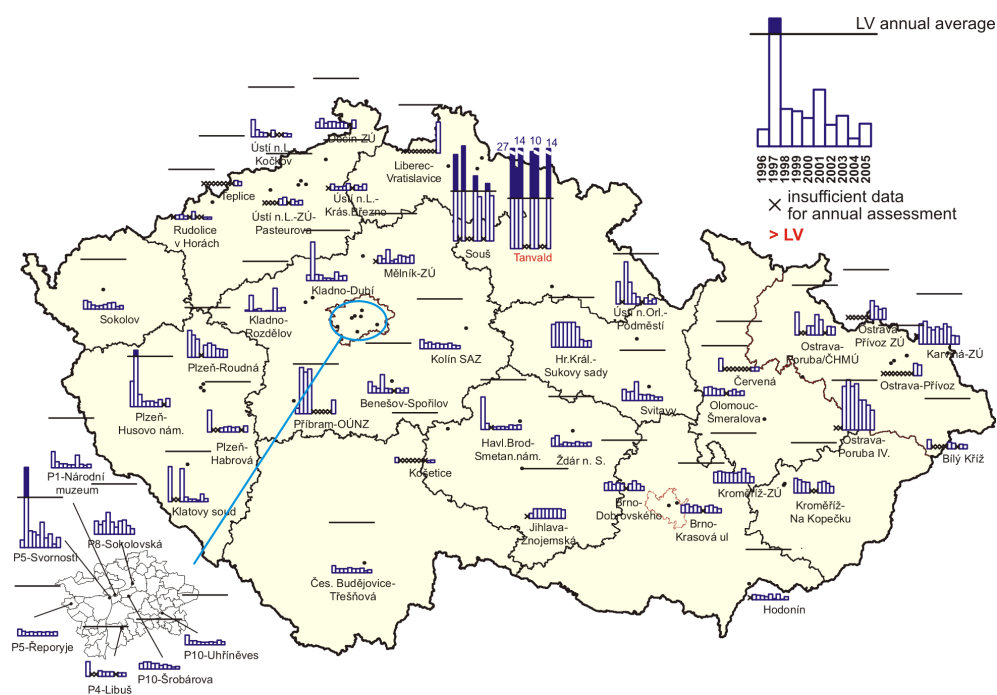 LV annual average
1996
1997
1998
1999
2000
2001
2002
2003
2004
2005
× insufficient data
for annual assessment
> LV
27
14
10
14
Ústí n.L.-
Kočkov
Děčín-ZÚ
Liberec-
Vratislavice
Teplice
Ústí n.L.-
Krás.Březno
Ústí n.L.-ZÚ-
Pasteurova
Rudolice
v Horách
Souš
Tanvald
Mělník-ZÚ
Kladno-Dubí
Sokolov
Kladno-
Rozdělov
Ústí n.Orl.-
Podměstí
Ostrava-
Přívoz ZÚ
Kolín SAZ
Hr.Král.-
Sukovy sady
Ostrava-
Poruba/ČHMÚ
Karviná-ZÚ
Plzeň-Roudná
Červená
Ostrava-Přívoz
Benešov-Spořilov
Svitavy
Olomouc-
Šmeralova
Plzeň-
Husovo nám.
Příbram-OÚNZ
Havl.Brod-
Smetan.nám.
Ostrava-
Poruba IV.
Plzeň-
Habrová
Ždár n. S.
Bílý Kříž
P1-Národní
muzeum
Košetice
Kroměříž-ZÚ
Klatovy soud
Brno-
Dobrovského
Kroměříž-
Na Kopečku
P8-Sokolovská
Jihlava-
Znojemská
Brno-
Krasová ul
P5-Svornosti
Čes. Budějovice-
Třešňová
Hodonín
P5-Řeporyje
P10-Uhříněves
P10-Šrobárova
P4-Libuš